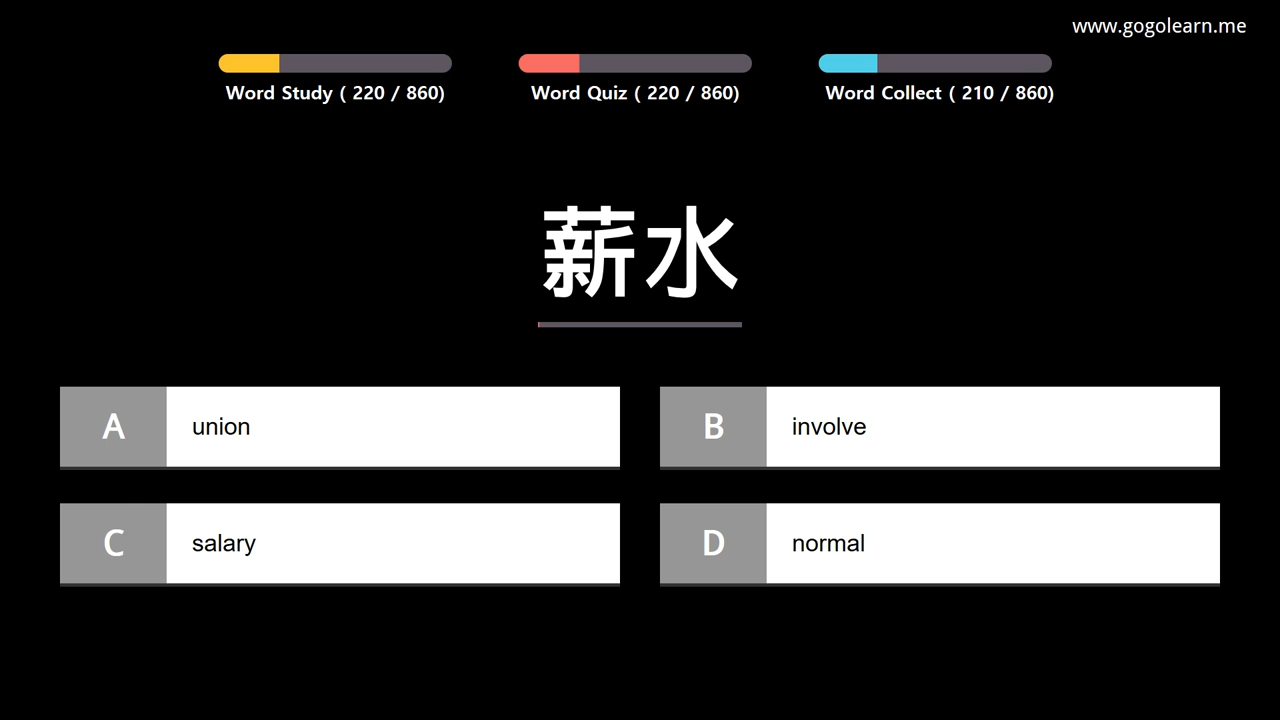 www.gogolearn.me
Word Study ( 220 / 860)
Word Quiz ( 220 / 860)
Word Collect ( 210 / 860)
薪水
A union
B involve
C salary
D normal